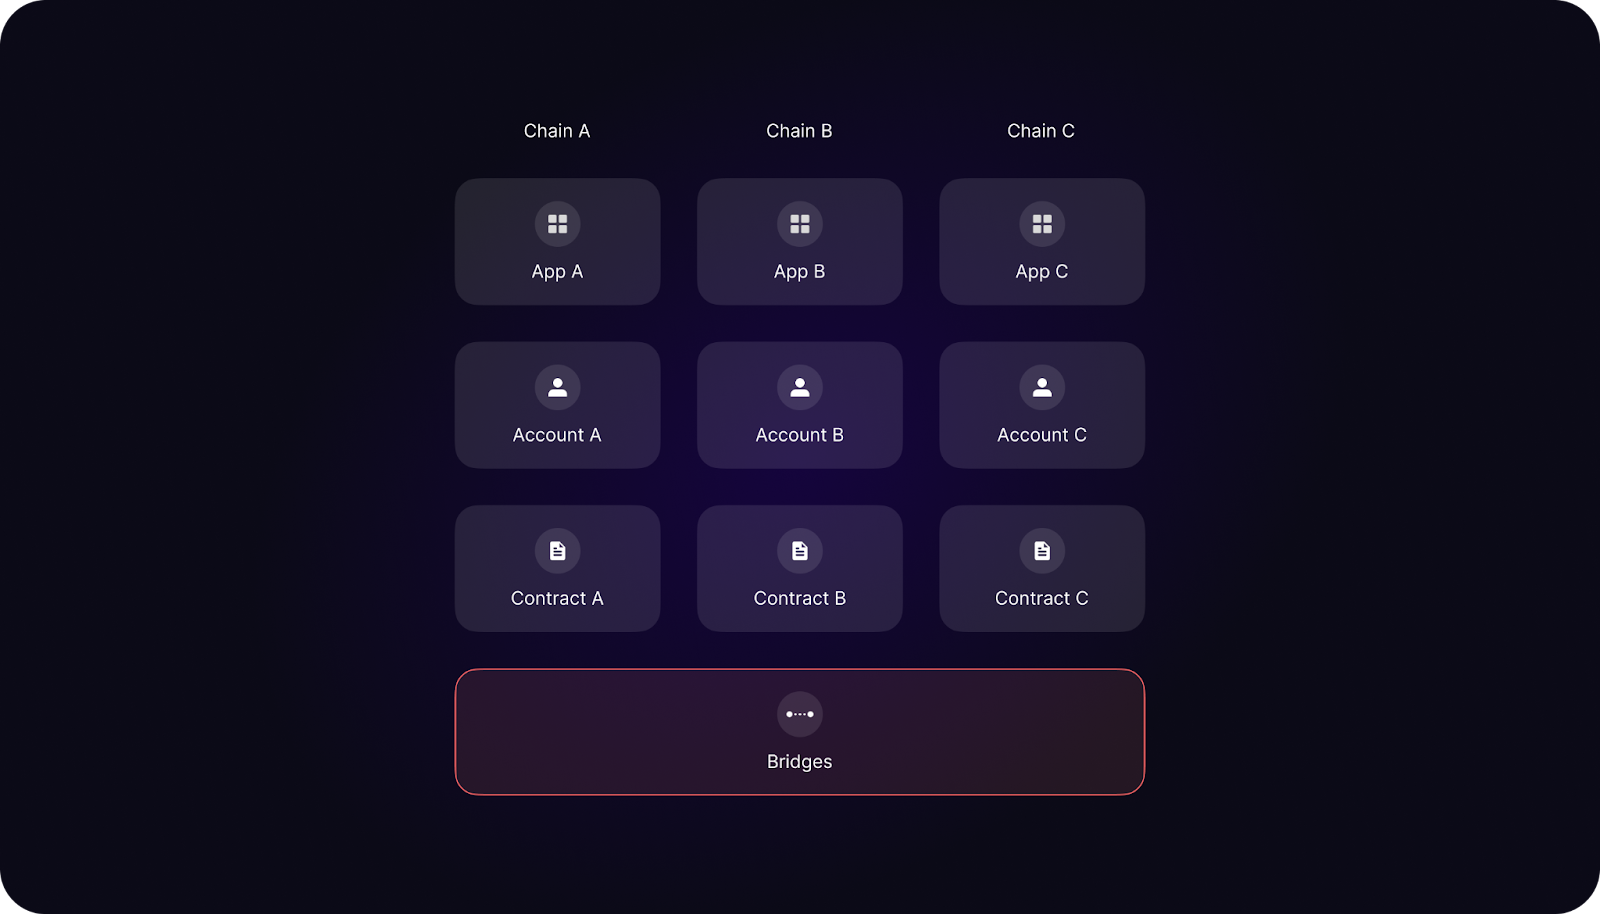 Chain A
Chain B
Chain C
App A
App B
App C
Account A
Account B
Account C
Contract A
Contract B
Contract C
Bridges